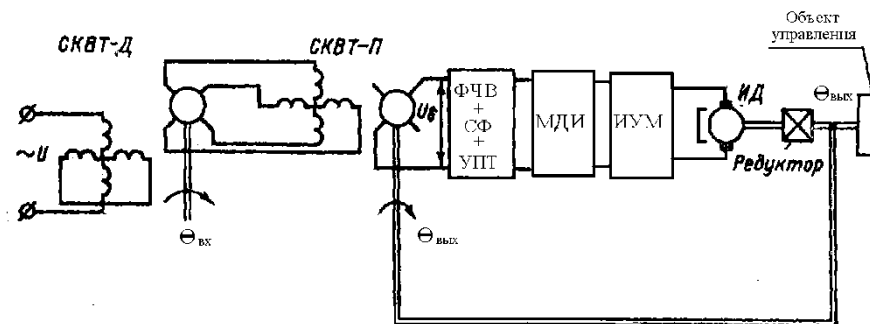 Объект
управления
СКВТ-Д
СКВТ-П
ФЧВ
+
СФ
+
УПТ
МДИ
ИУМ
ИД
Θвых
Uв
~U
Редуктор
Θвх
Θвых